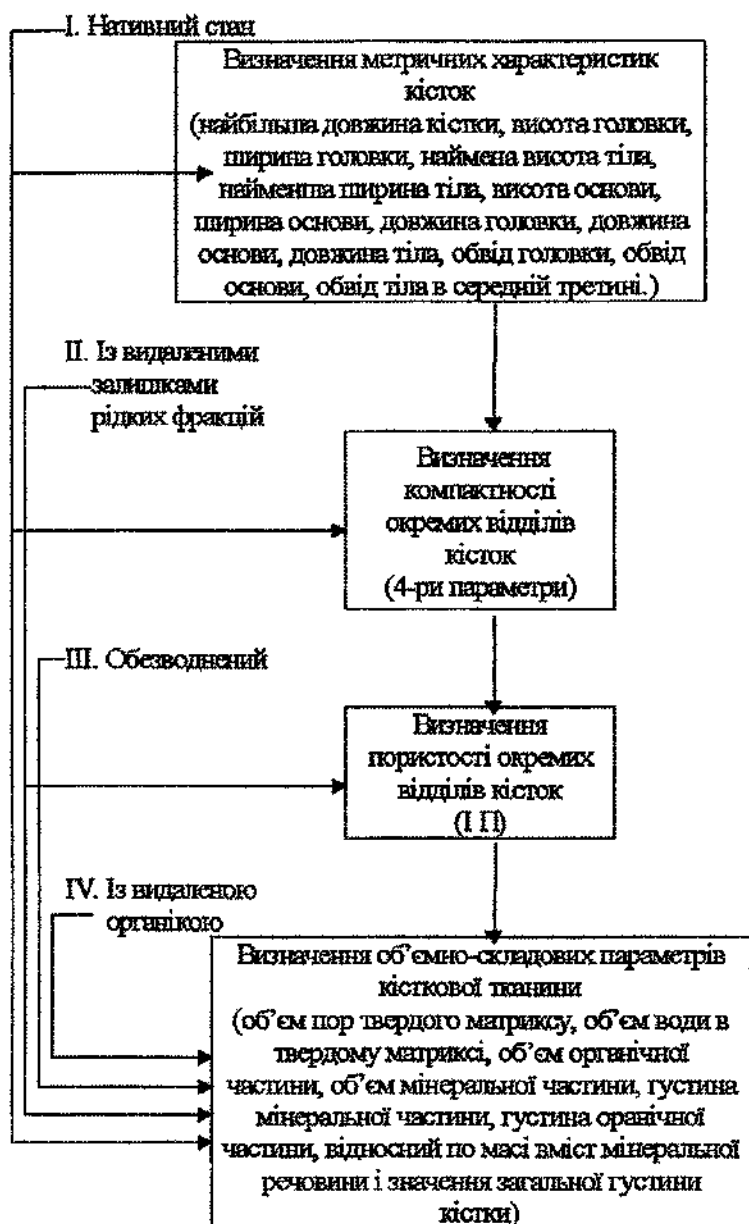 I. Нативний стан
Визначення метричних характеристик
кісток
(найбільша довжина кістки, висота головки,
ширина головки, наймена висота тіла,
найменша ширина тіла, висота основи,
ширина основи, довжина головки, довжина
основи, довжина тіла, обвід головки, обвід
основи, обвід тіла в середній третині.)
II. Із видаленими
залишками
рідких фракцій
Визначення
компактності
окремих відділів
кісток
(4-ри параметри)
III. Обезводнений
Визначення
пористості окремих
відділів кісток
(І П)
IV. Із видаленою
органікою
Визначення об’ємно-складових параметрів
кісткової тканини
(об’єм пор твердого матриксу, об’єм води в
твердому матриксі, об’єм органічної
частини, об’єм мінеральної частини, густина
мінеральної частини, густина оранічної
частини, відносний по масі вміст мінеральної
речовини і значення загальної густини
кістки)